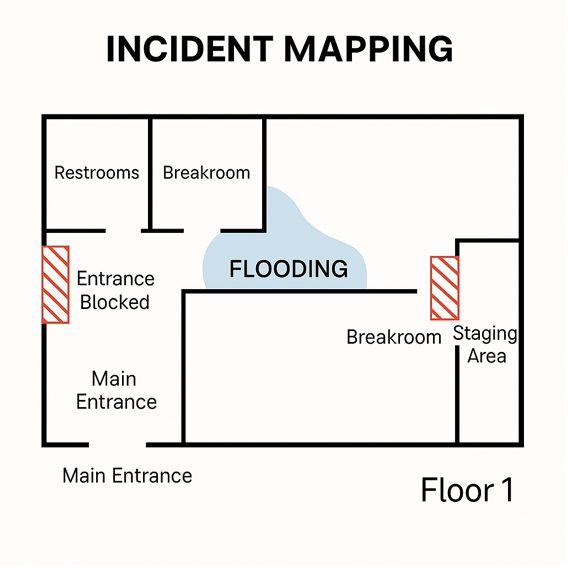 INCIDENT MAPPING
Restrooms
Breakroom
FLOODING
Entrance
Blocked
Breakroom
Staging
Area
Main
Entrance
Main Entrance
Floor 1